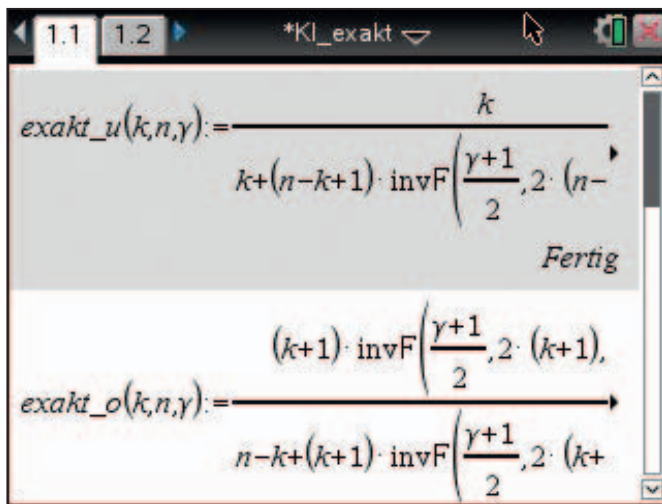 1.1 1.2 *KI_exakt
k
exakt_u(k,n,γ):=
k+(n-k+1)· invF(γ+1
2
,2· (n-
Fertig
(k+1)· invF(γ+1
2
,2· (k+1),
exakt_o(k,n,γ):=
n-k+(k+1)· invF(γ+1
2
,2· (k+